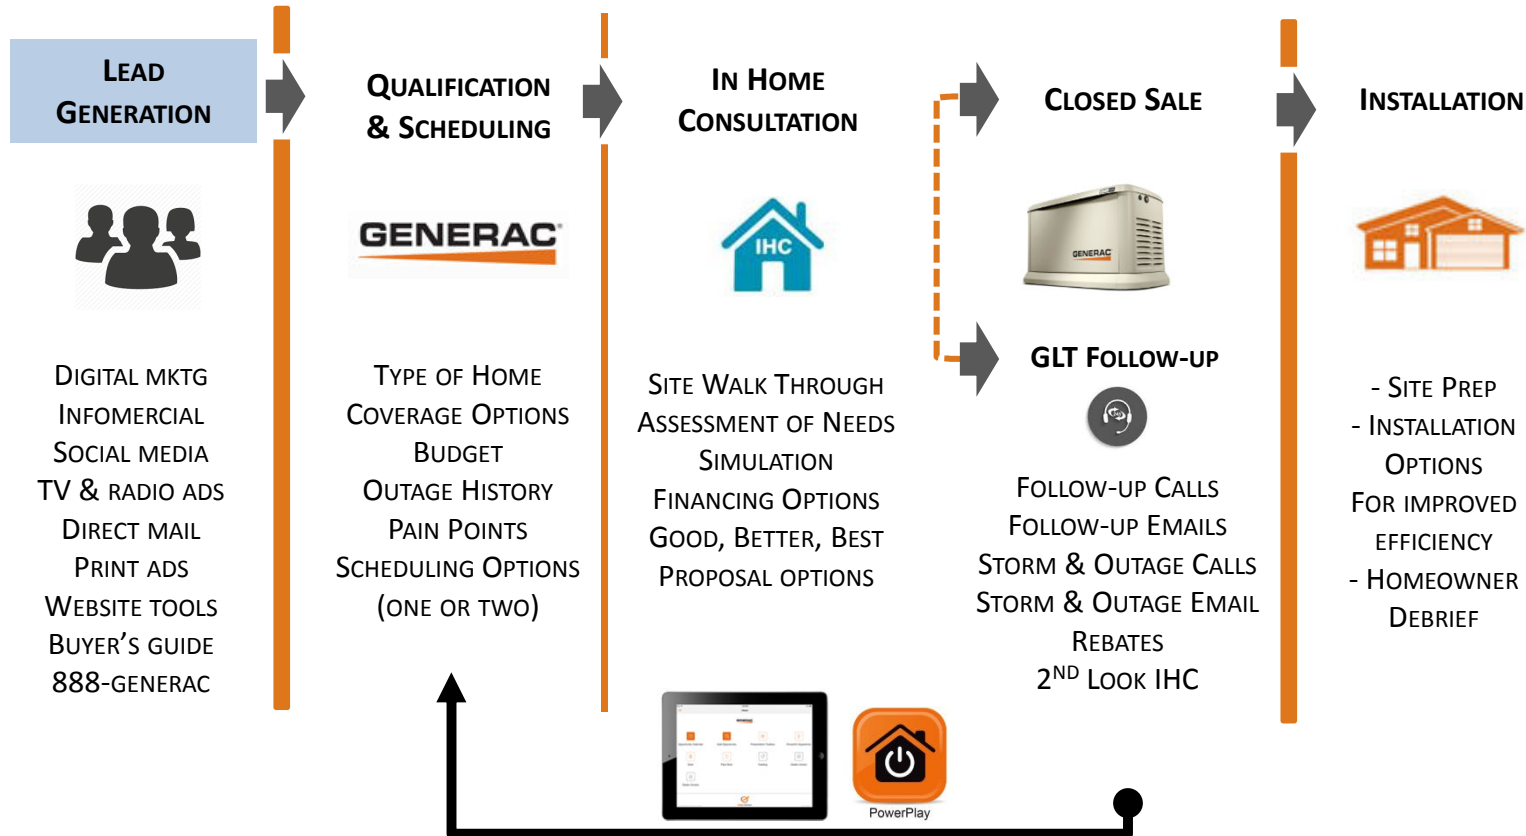 LEAD
GENERATION
DIGITAL MKTG
INFOMERCIAL
SOCIAL MEDIA
TV & RADIO ADS
DIRECT MAIL
PRINT ADS
WEBSITE TOOLS
BUYER’S GUIDE
888-GENERAC
QUALIFICATION
& SCHEDULING
GENERAC
TYPE OF HOME
COVERAGE OPTIONS
BUDGET
OUTAGE HISTORY
PAIN POINTS
SCHEDULING OPTIONS
(ONE OR TWO)
IN HOME
CONSULTATION
IHC
SITE WALK THROUGH
ASSESSMENT OF NEEDS
SIMULATION
FINANCING OPTIONS
GOOD, BETTER, BEST
PROPOSAL OPTIONS
GENERAC
PowerPlay
CLOSED SALE
GENERAC
GLT FOLLOW-UP
FOLLOW-UP CALLS
FOLLOW-UP EMAILS
STORM & OUTAGE CALLS
STORM & OUTAGE EMAIL
REBATES
2ND LOOK IHC
INSTALLATION
- SITE PREP
- INSTALLATION
OPTIONS
FOR IMPROVED
EFFICIENCY
- HOMEOWNER
DEBRIEF